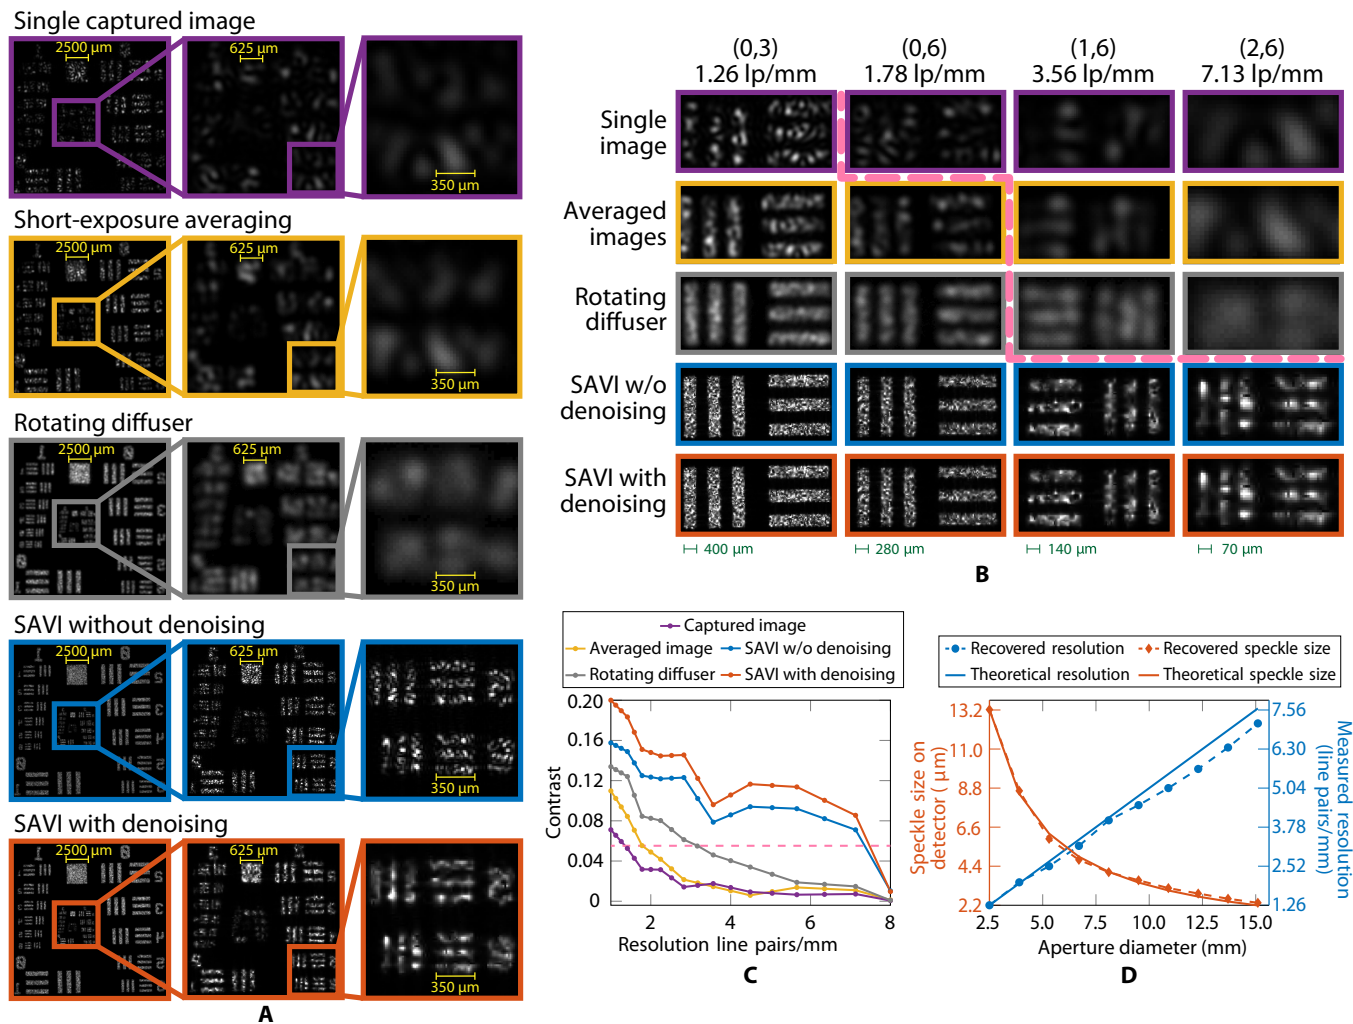 Single captured image
2500 µm
625 µm
350 µm
Short-exposure averaging
2500 µm
625 µm
350 µm
Rotating diffuser
2500 µm
625 µm
350 µm
SAVI without denoising
2500 µm
625 µm
350 µm
SAVI with denoising
2500 µm
625 µm
350 µm
A
(0,3) (0,6) (1,6) (2,6)
1.26 lp/mm 1.78 lp/mm 3.56 lp/mm 7.13 lp/mm
Single
image
Averaged
images
Rotating
diffuser
SAVI w/o
denoising
SAVI with
denoising
400 µm 280 µm 140 µm 70 µm
B
Captured image
Averaged image SAVI w/o denoising
Rotating diffuser SAVI with denoising
Contrast
0.20
0.16
0.12
0.08
0.04
0
2 4 6 8
Resolution line pairs/mm
C
Recovered resolution Recovered speckle size
Theoretical resolution Theoretical speckle size
Speckle size on
detector ( µm)
13.2
11.0
8.8
6.6
4.4
2.2
7.56
6.30
5.04
3.78
2.52
1.26
Measured resolution
(line pairs/mm)
2.5 5.0 7.5 10.0 12.5 15.0
Aperture diameter (mm)
D